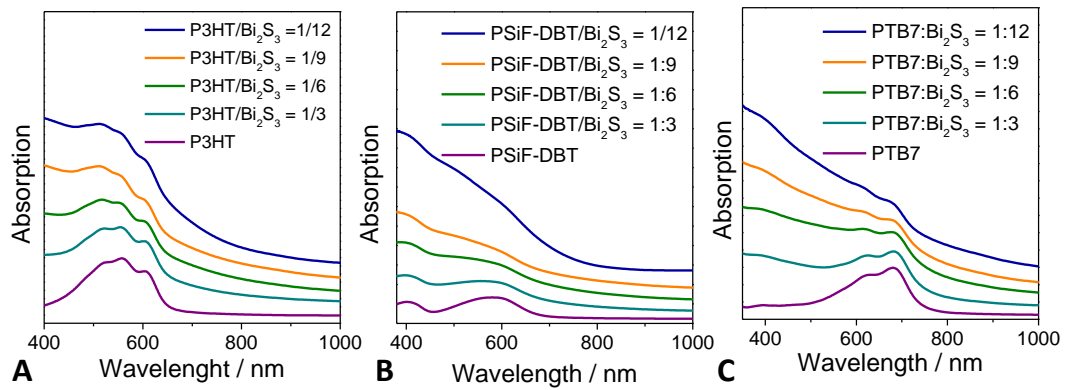 P3HT/Bi₂S₃ =1/12
P3HT/Bi₂S₃ = 1/9
P3HT/Bi₂S₃ = 1/6
P3HT/Bi₂S₃ = 1/3
P3HT
Absorption
400 600 800 1000
Wavelenght / nm
A
PSiF-DBT/Bi₂S₃ = 1/12
PSiF-DBT/Bi₂S₃ = 1:9
PSiF-DBT/Bi₂S₃ = 1:6
PSiF-DBT/Bi₂S₃ = 1:3
PSiF-DBT
Absorption
400 600 800 1000
Wavelength / nm
B
PTB7:Bi₂S₃ = 1:12
PTB7:Bi₂S₃ = 1:9
PTB7:Bi₂S₃ = 1:6
PTB7:Bi₂S₃ = 1:3
PTB7
Absorption
400 600 800 1000
Wavelength / nm
C